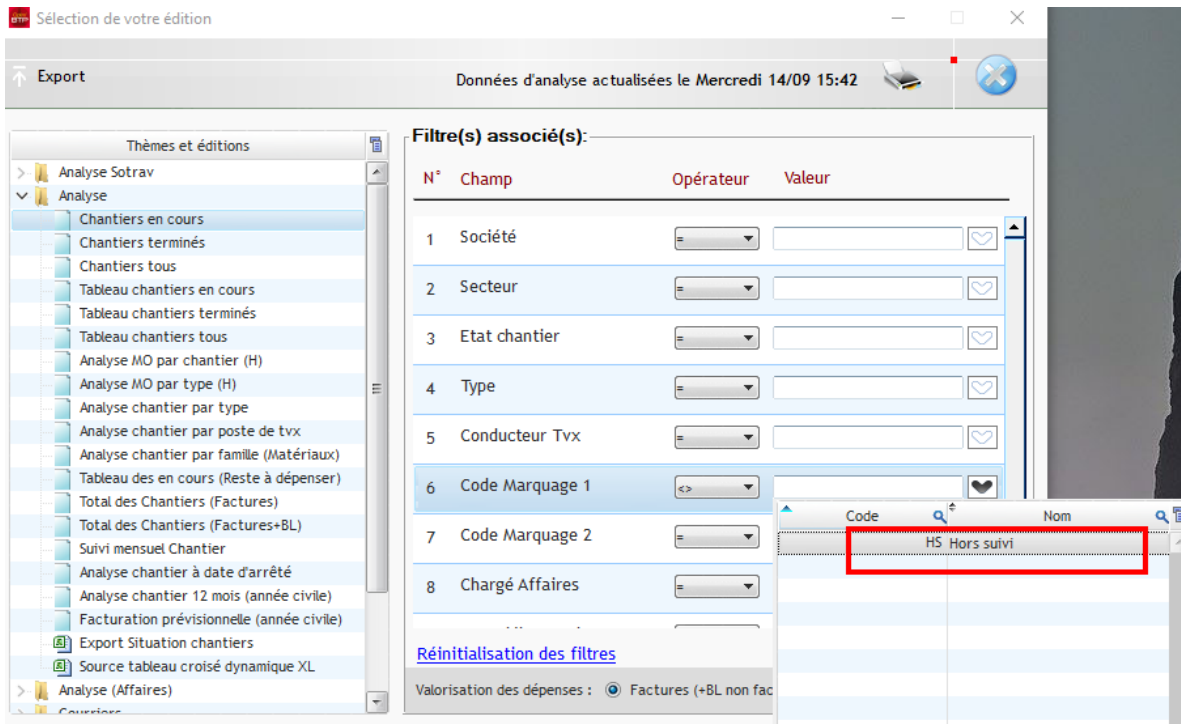 Sélection de votre édition
Export
Données d'analyse actualisées le Mercredi 14/09 15:42
Thèmes et éditions
Analyse Sotrav
Analyse
Chantiers en cours
Chantiers terminés
Chantiers tous
Tableau chantiers en cours
Tableau chantiers terminés
Tableau chantiers tous
Analyse MO par chantier (H)
Analyse MO par type (H)
Analyse chantier par type
Analyse chantier par poste de tvx
Analyse chantier par famille (Matériaux)
Tableau des en cours (Reste à dépenser)
Total des Chantiers (Factures)
Total des Chantiers (Factures+BL)
Suivi mensuel Chantier
Analyse chantier à date d'arrêté
Analyse chantier 12 mois (année civile)
Facturation prévisionnelle (année civile)
Export Situation chantiers
Source tableau croisé dynamique XL
Analyse (Affaires)
Courriers
Filtre(s) associé(s):
N° Champ Opérateur Valeur
1 Société =
2 Secteur =
3 Etat chantier =
4 Type =
5 Conducteur Tvx =
6 Code Marquage 1 <>
7 Code Marquage 2 =
8 Chargé Affaires =
Réinitialisation des filtres
Valorisation des dépenses : Factures (+BL non fac
Code Nom
HS Hors suivi